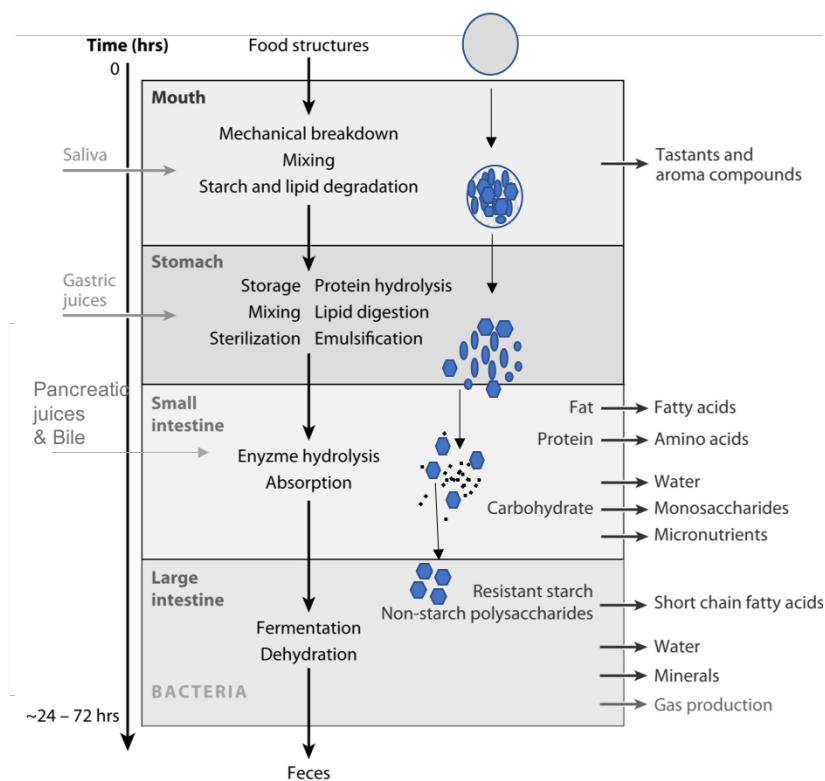 Time (hrs)
Food structures
0
Mouth
Mechanical breakdown
Mixing
Starch and lipid degradation
Saliva
Tastants and
aroma compounds
Stomach
Storage Protein hydrolysis
Mixing Lipid digestion
Sterilization Emulsification
Gastric
juices
Pancreatic
juices
& Bile
Small
intestine
Enyzme hydrolysis
Absorption
Fat
Fatty acids
Protein
Amino acids
Water
Carbohydrate
Monosaccharides
Micronutrients
Large
intestine
Resistant starch
Non-starch polysaccharides
Short chain fatty acids
Fermentation
Dehydration
Water
Minerals
BACTERIA
Gas production
~24 – 72 hrs
Feces